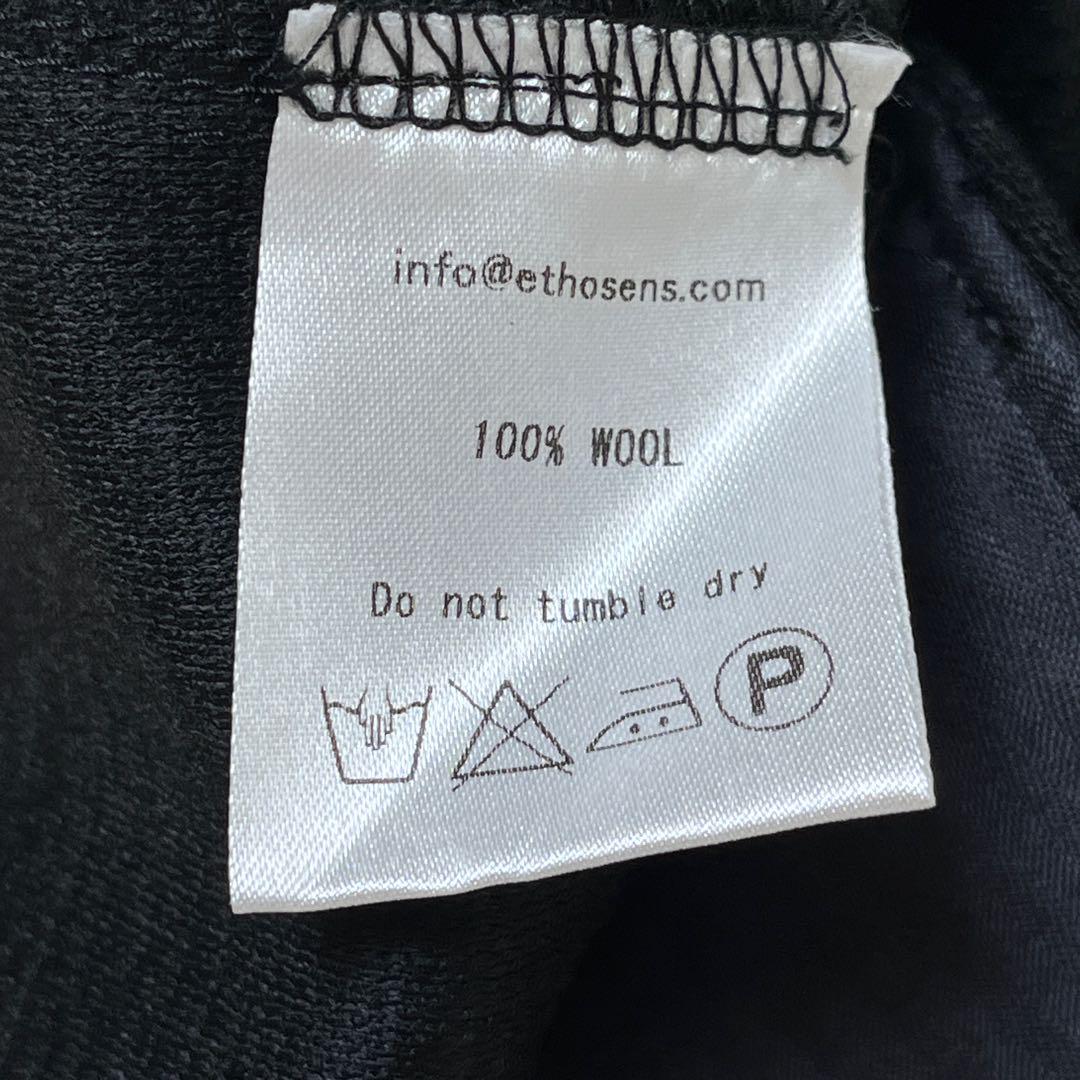 info@ethosens.com
100% WOOL
Do not tumble dry
P